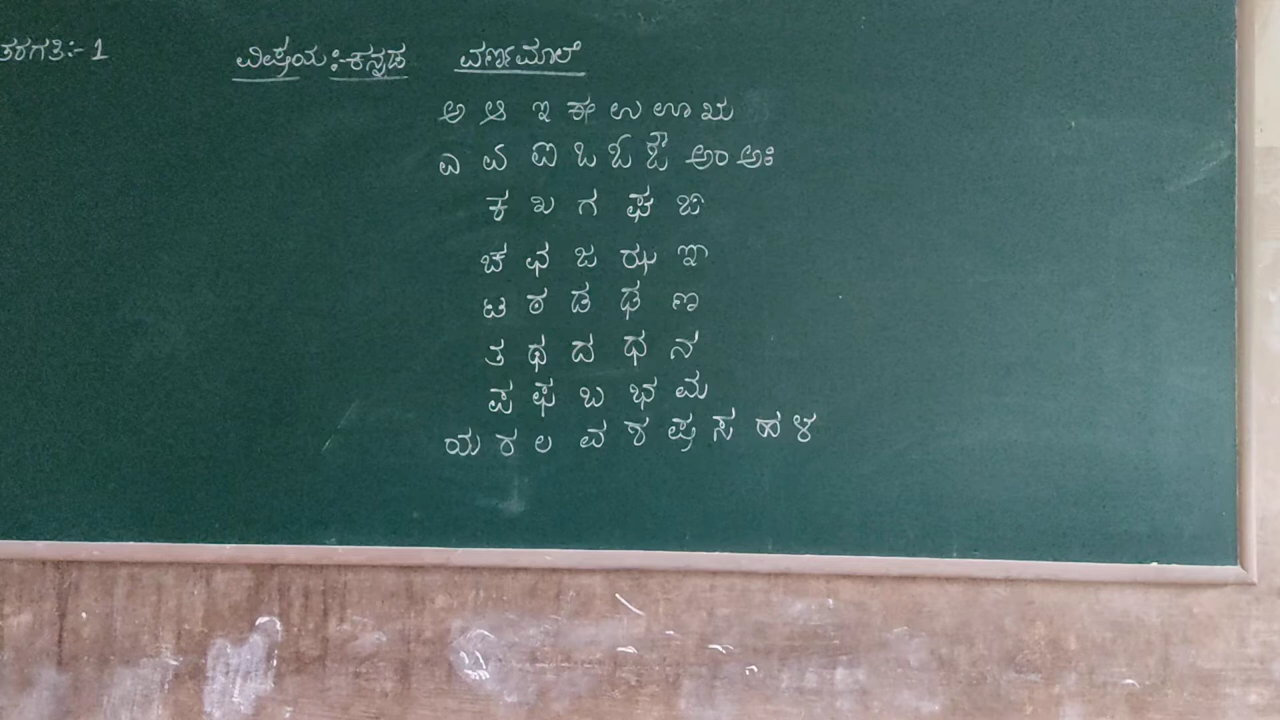 ತರಗತಿ:- 1 ವಿಷಯ:-ಕನ್ನಡ ವರ್ಣಮಾಲೆ
ಅ ಆ ಇ ಈ ಉ ಊ ಋ
ಎ ಏ ಐ ಒ ಓ ಔ ಅಂ ಅಃ
ಕ ಖ ಗ ಘ ಙ
ಚ ಛ ಜ ಝ ಞ
ಟ ಠ ಡ ಢ ಣ
ತ ಥ ದ ಧ ನ
ಪ ಫ ಬ ಭ ಮ
ಯ ರ ಲ ವ ಶ ಷ ಸ ಹ ಳ